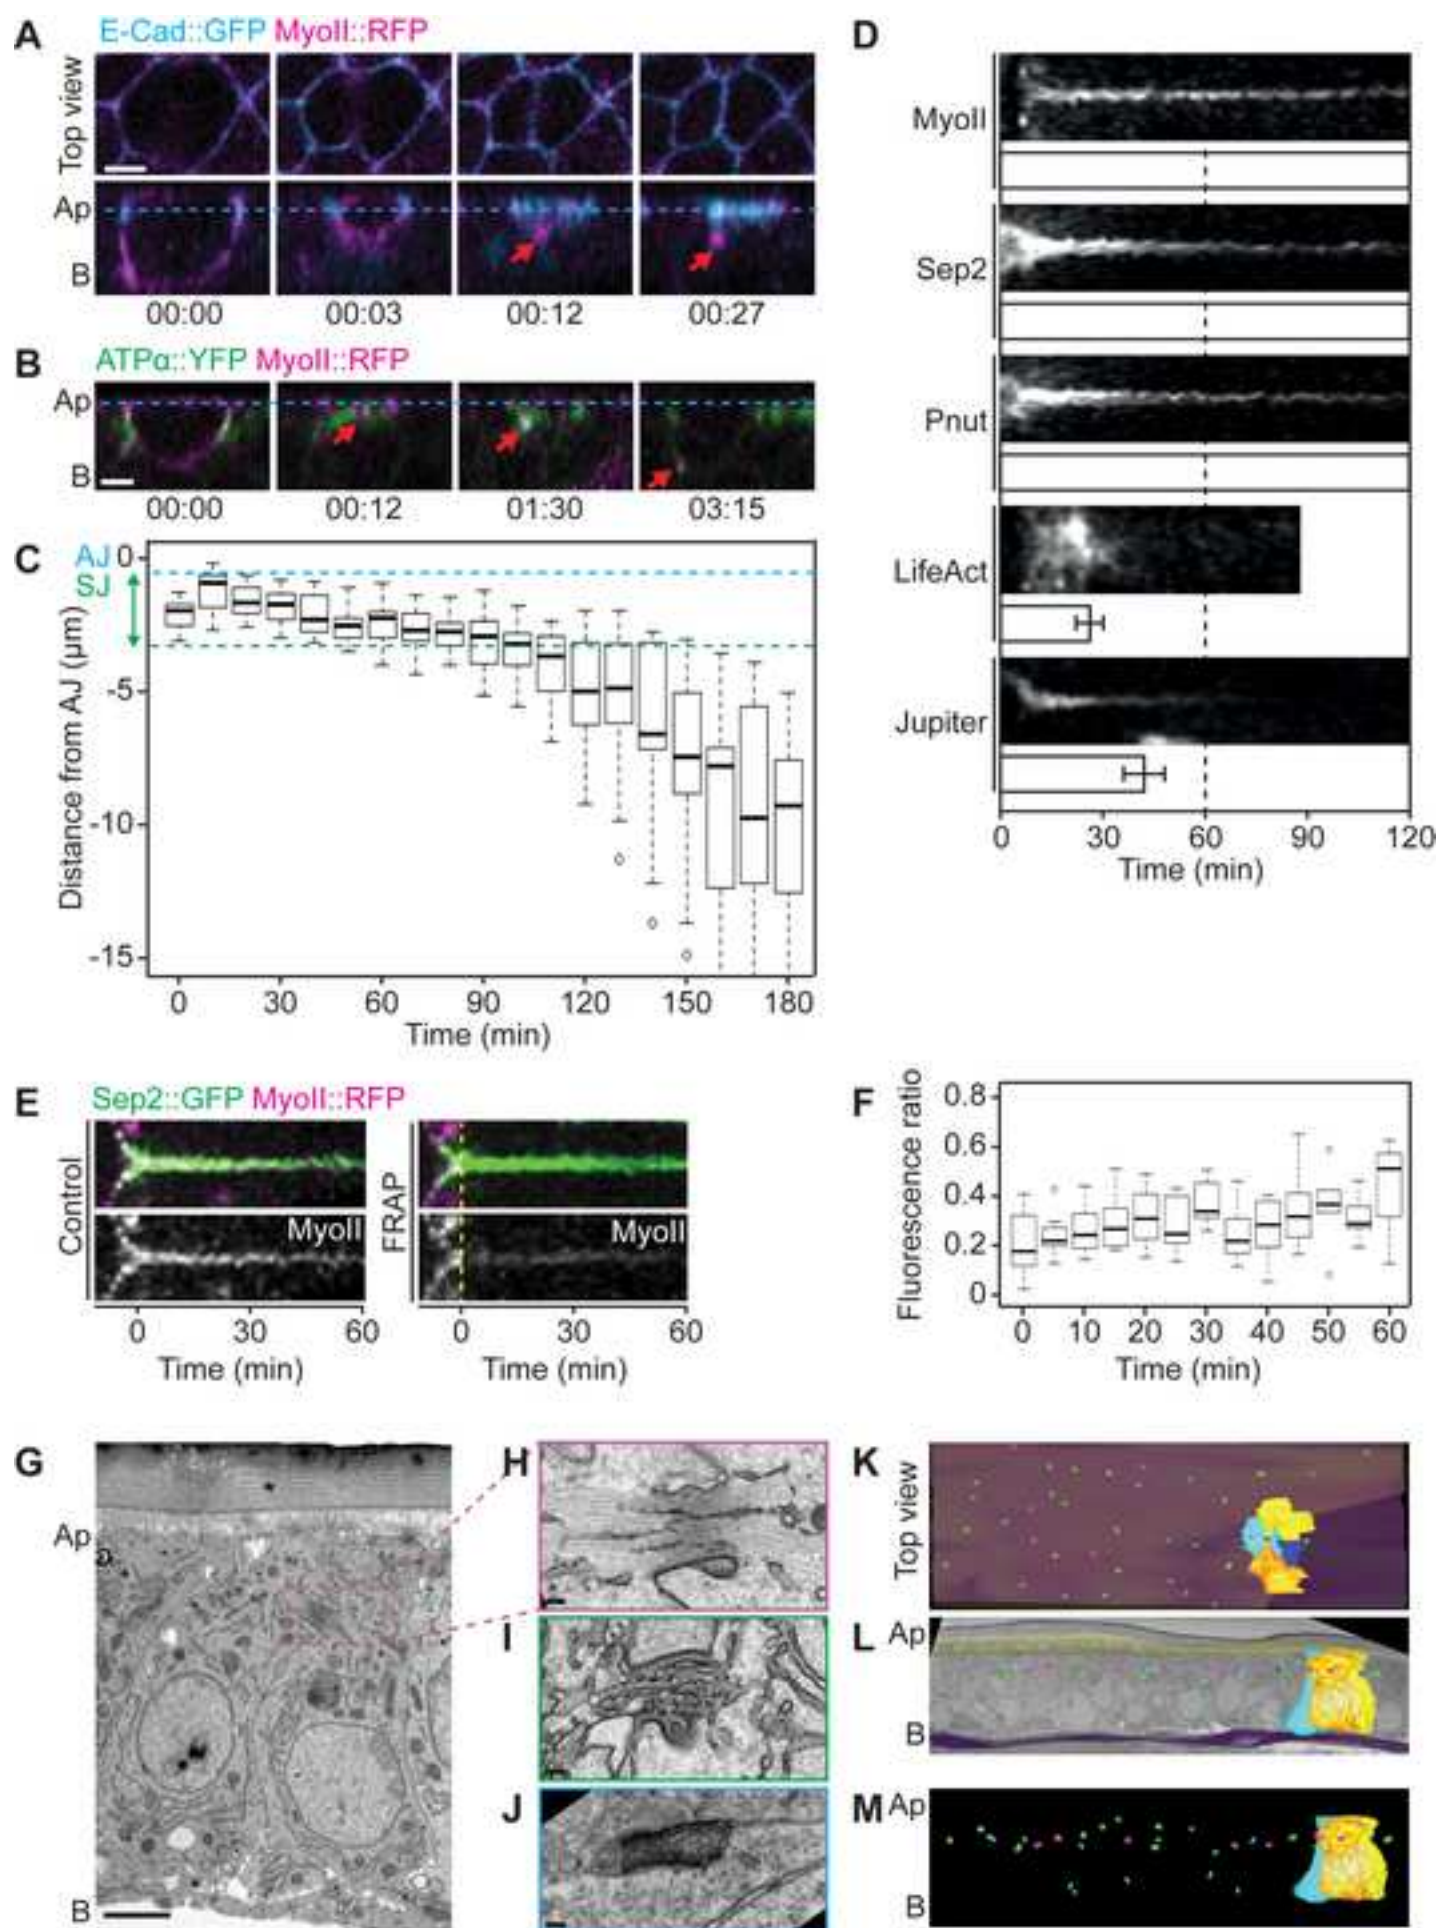 A
E-Cad::GFP MyoII::RFP
Top view
Ap
B
00:00 00:03 00:12 00:27
B
ATPα::YFP MyoII::RFP
Ap
B
00:00 00:12 01:30 03:15
C
AJ
SJ
0
-5
-10
-15
Distance from AJ (µm)
0 30 60 90 120 150 180
Time (min)
D
MyoII
Sep2
Pnut
LifeAct
Jupiter
0 30 60 90 120
Time (min)
E
Sep2::GFP MyoII::RFP
Control
MyoII
FRAP
MyoII
0 30 60
Time (min)
0 30 60
Time (min)
F
Fluorescence ratio
0.8
0.6
0.4
0.2
0
0 10 20 30 40 50 60
Time (min)
G
Ap
B
H
I
J
K
Top view
L
Ap
B
M
Ap
B